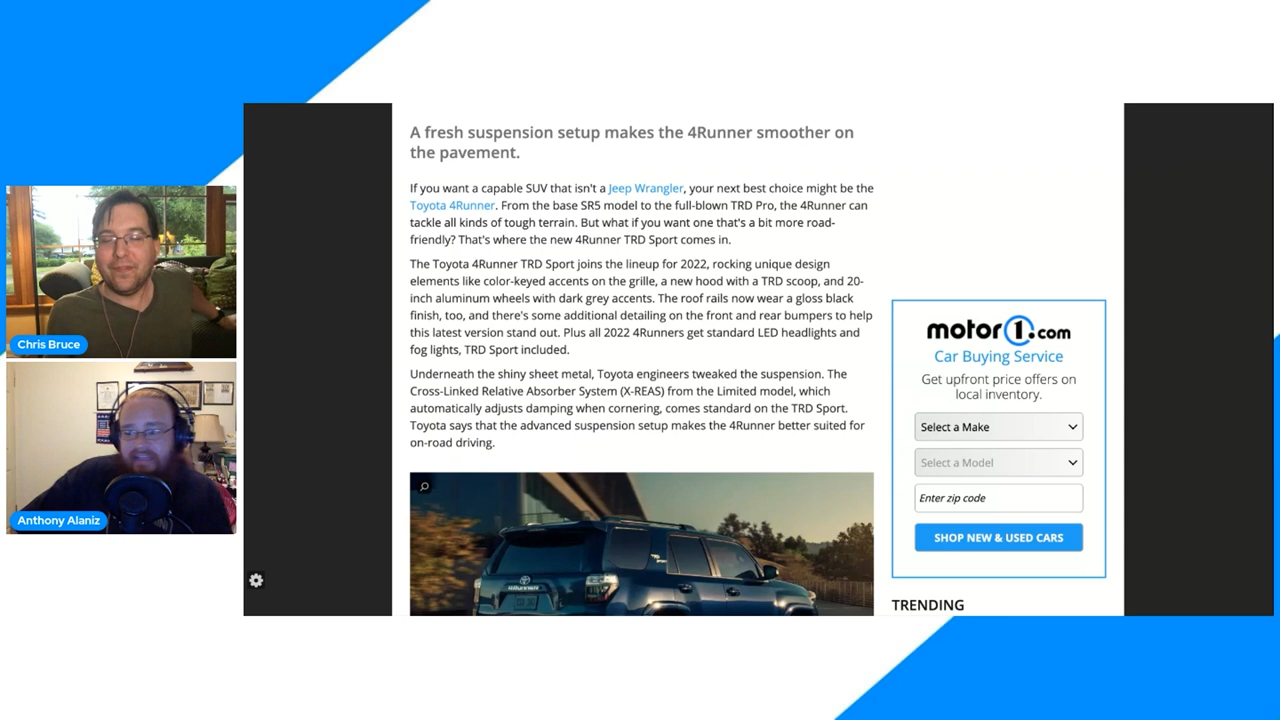 A fresh suspension setup makes the 4Runner smoother on
the pavement.
If you want a capable SUV that isn't a Jeep Wrangler, your next best choice might be the
Toyota 4Runner. From the base SR5 model to the full-blown TRD Pro, the 4Runner can
tackle all kinds of tough terrain. But what if you want one that's a bit more road-
friendly? That's where the new 4Runner TRD Sport comes in.
The Toyota 4Runner TRD Sport joins the lineup for 2022, rocking unique design
elements like color-keyed accents on the grille, a new hood with a TRD scoop, and 20-
inch aluminum wheels with dark grey accents. The roof rails now wear a gloss black
finish, too, and there's some additional detailing on the front and rear bumpers to help
this latest version stand out. Plus all 2022 4Runners get standard LED headlights and
fog lights, TRD Sport included.
Underneath the shiny sheet metal, Toyota engineers tweaked the suspension. The
Cross-Linked Relative Absorber System (X-REAS) from the Limited model, which
automatically adjusts damping when cornering, comes standard on the TRD Sport.
Toyota says that the advanced suspension setup makes the 4Runner better suited for
on-road driving.
4RUNNER
motor1.com
Car Buying Service
Get upfront price offers on
local inventory.
Select a Make
Select a Model
Enter zip code
SHOP NEW & USED CARS
TRENDING
Chris Bruce
Anthony Alaniz